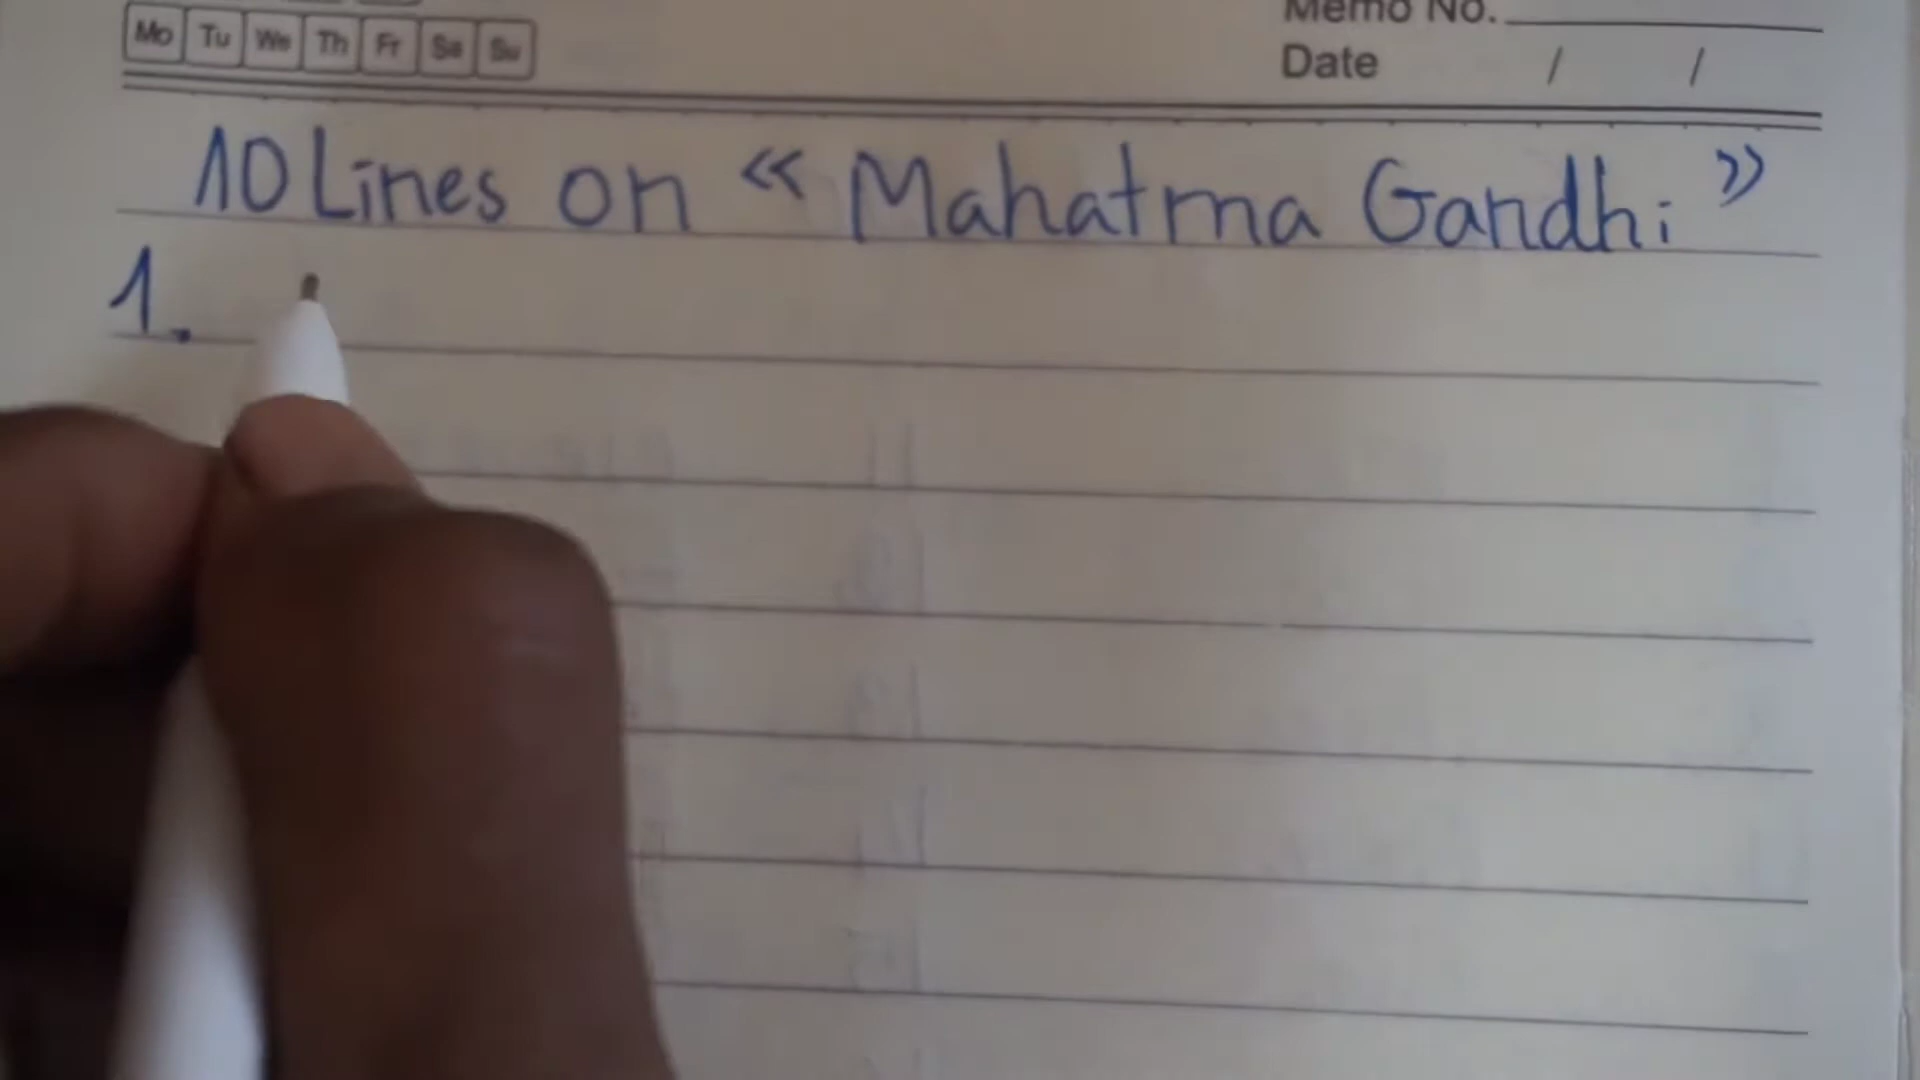 Mo Tu We Th Fr Sa Su
Memo No.
Date / /
10 Lines on « Mahatma Gandhi »
1.